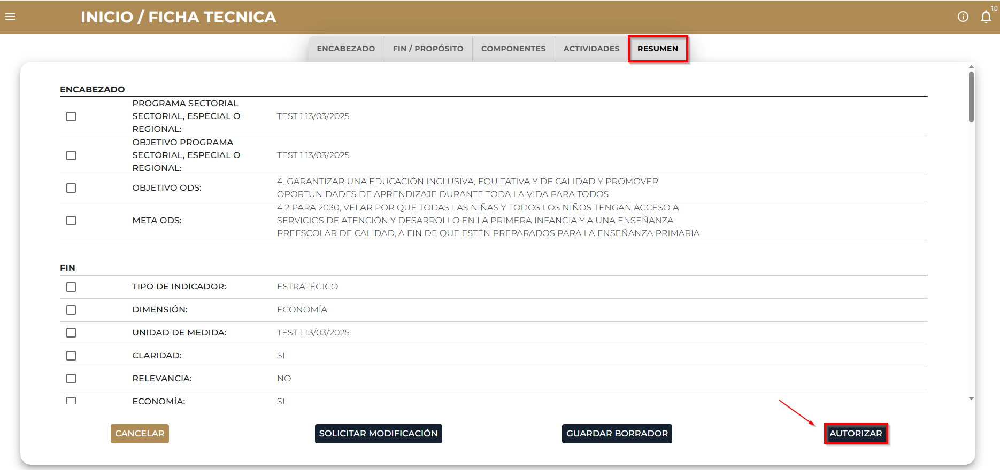 INICIO / FICHA TECNICA
10
ENCABEZADO
FIN / PROPÓSITO
COMPONENTES
ACTIVIDADES
RESUMEN
ENCABEZADO
PROGRAMA SECTORIAL
SECTORIAL, ESPECIAL O
REGIONAL:
TEST 1 13/03/2025
OBJETIVO PROGRAMA
SECTORIAL, ESPECIAL O
REGIONAL:
TEST 1 13/03/2025
OBJETIVO ODS:
4. GARANTIZAR UNA EDUCACIÓN INCLUSIVA, EQUITATIVA Y DE CALIDAD Y PROMOVER
OPORTUNIDADES DE APRENDIZAJE DURANTE TODA LA VIDA PARA TODOS
META ODS:
4.2 PARA 2030, VELAR POR QUE TODAS LAS NIÑAS Y TODOS LOS NIÑOS TENGAN ACCESO A
SERVICIOS DE ATENCIÓN Y DESARROLLO EN LA PRIMERA INFANCIA Y A UNA ENSEÑANZA
PREESCOLAR DE CALIDAD, A FIN DE QUE ESTÉN PREPARADOS PARA LA ENSEÑANZA PRIMARIA.
FIN
TIPO DE INDICADOR: ESTRATÉGICO
DIMENSIÓN: ECONOMÍA
UNIDAD DE MEDIDA: TEST 1 13/03/2025
CLARIDAD: SI
RELEVANCIA: NO
ECONOMÍA: SI
CANCELAR
SOLICITAR MODIFICACIÓN
GUARDAR BORRADOR
AUTORIZAR